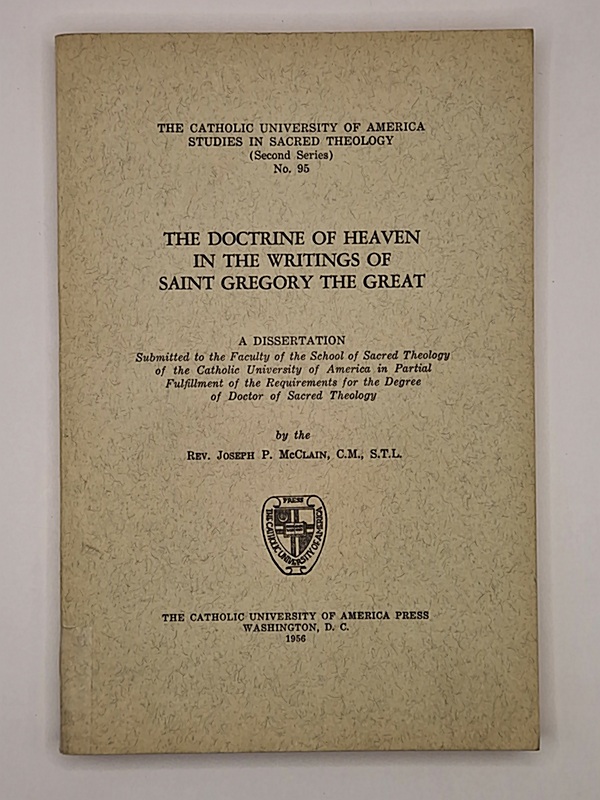 THE CATHOLIC UNIVERSITY OF AMERICA
STUDIES IN SACRED THEOLOGY
(Second Series)
No. 95
THE DOCTRINE OF HEAVEN
IN THE WRITINGS OF
SAINT GREGORY THE GREAT
A DISSERTATION
Submitted to the Faculty of the School of Sacred Theology
of the Catholic University of America in Partial
Fulfillment of the Requirements for the Degree
of Doctor of Sacred Theology
by the
REV. JOSEPH P. MCCLAIN, C.M., S.T.L.
PRESS
THE CATHOLIC UNIVERSITY OF AMERICA
THE CATHOLIC UNIVERSITY OF AMERICA PRESS
WASHINGTON, D. C.
1956